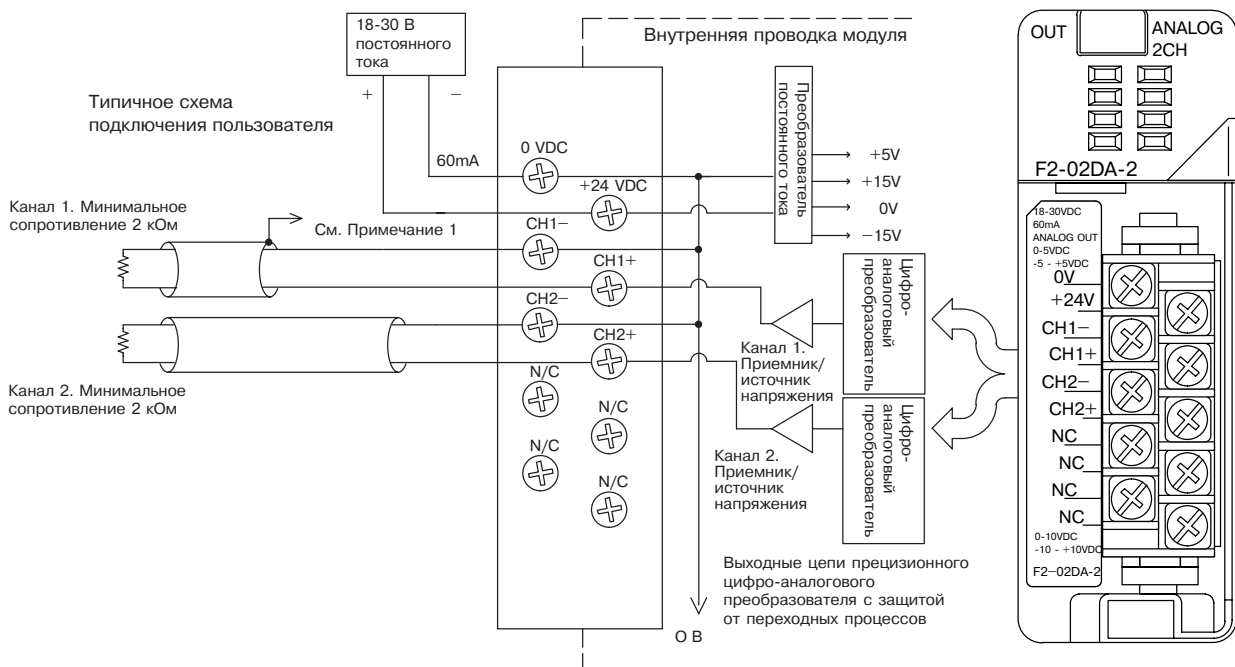 18-30 В
постоянного
тока
+
−
Внутренняя проводка модуля
Типичное схема
подключения пользователя
60mA
0 VDC
+24 VDC
CH1−
CH1+
CH2−
CH2+
N/C
N/C
N/C
N/C
Канал 1. Минимальное
сопротивление 2 кОм
См. Примечание 1
Канал 2. Минимальное
сопротивление 2 кОм
Преобразователь
постоянного тока
+5V
+15V
0V
−15V
Цифро-
аналоговый
преобразователь
Канал 1.
Приемник/
источник
напряжения
Цифро-
аналоговый
преобразователь
Канал 2.
Приемник/
источник
напряжения
Выходные цепи прецизионного
цифро-аналогового
преобразователя с защитой
от переходных процессов
О В
OUT
ANALOG
2CH
F2-02DA-2
18-30VDC
60mA
ANALOG OUT
0-5VDC
-5 - +5VDC
0V
+24V
CH1−
CH1+
CH2−
CH2+
NC
NC
NC
NC
0-10VDC
-10 - +10VDC
F2−02DA-2